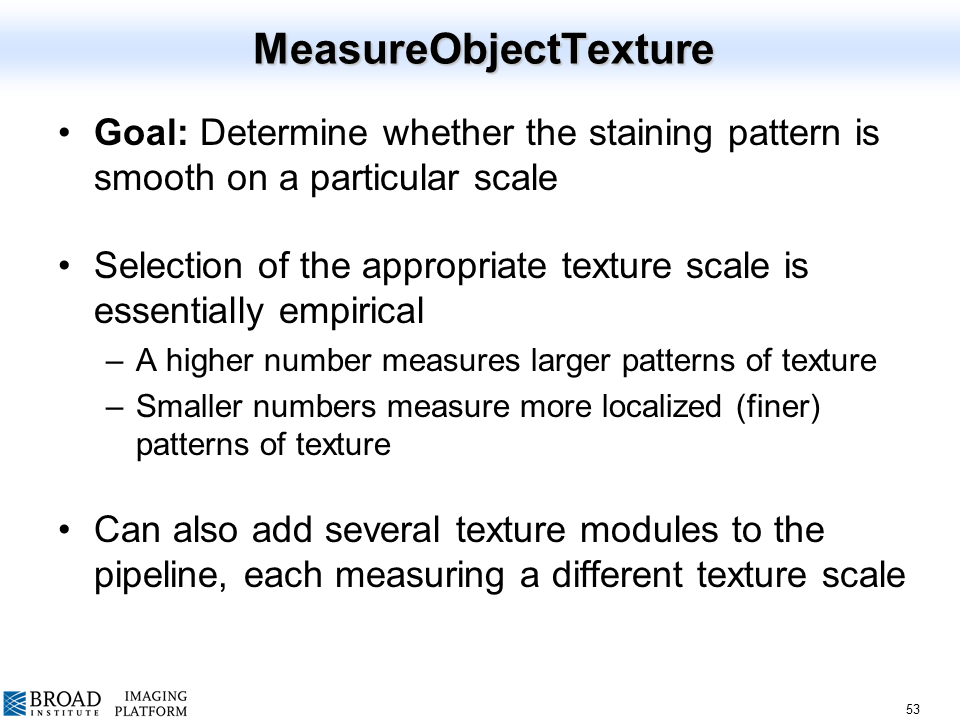 MeasureObjectTexture
• Goal: Determine whether the staining pattern is
smooth on a particular scale
• Selection of the appropriate texture scale is
essentially empirical
– A higher number measures larger patterns of texture
– Smaller numbers measure more localized (finer)
patterns of texture
• Can also add several texture modules to the
pipeline, each measuring a different texture scale
BROAD
INSTITUTE
IMAGING
PLATFORM
53